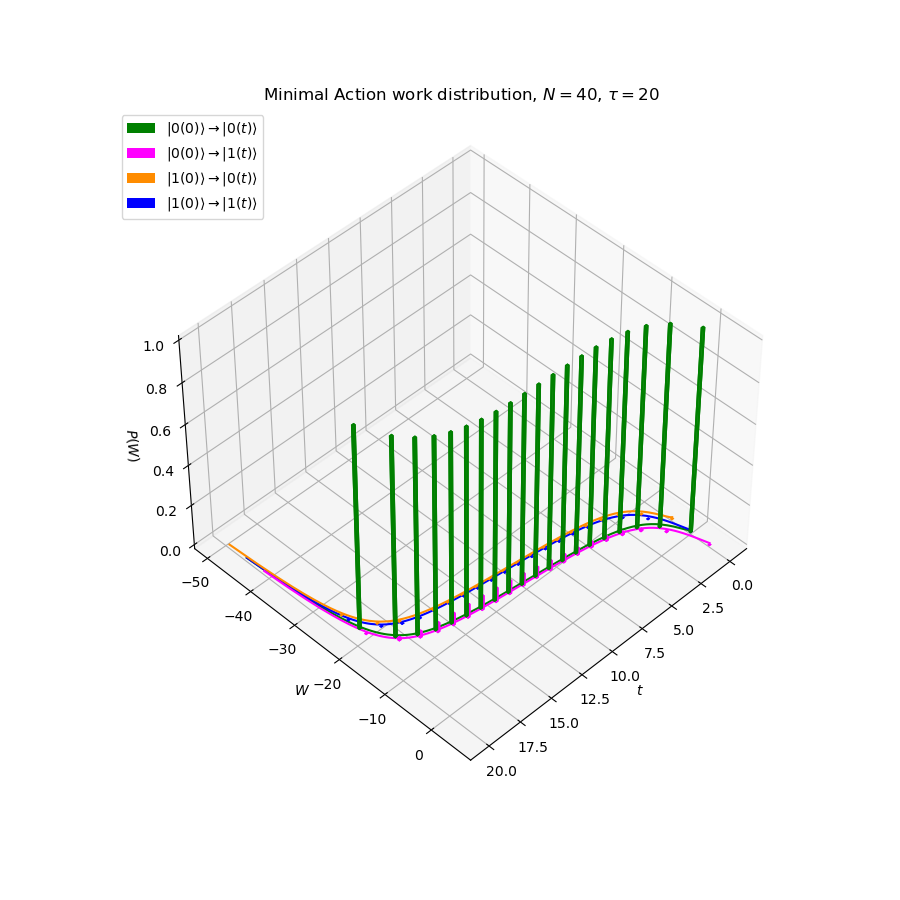 Minimal Action work distribution, N = 40, τ = 20
|0(0)⟩ → |0(t)⟩
|0(0)⟩ → |1(t)⟩
|1(0)⟩ → |0(t)⟩
|1(0)⟩ → |1(t)⟩
1.0
0.8
0.6
0.4
0.2
0.0
P(W)
−50
−40
−30
−20
−10
0
W
0.0
2.5
5.0
7.5
10.0
12.5
15.0
17.5
20.0
t